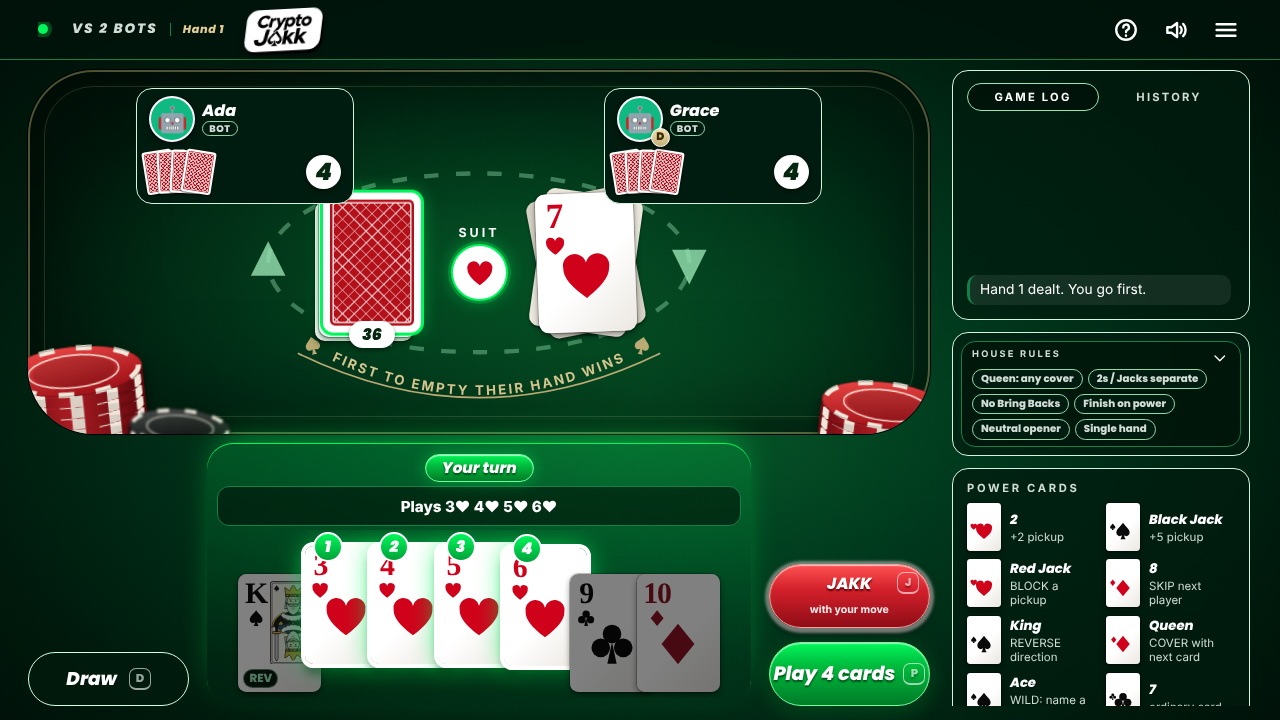 VS 2 BOTS
Hand 1
Crypto
Jokk
Ada
BOT
4
Grace
D
BOT
4
SUIT
7
36
FIRST TO EMPTY THEIR HAND WINS
GAME LOG
HISTORY
Hand 1 dealt. You go first.
HOUSE RULES
Queen: any cover
2s / Jacks separate
No Bring Backs
Finish on power
Neutral opener
Single hand
Your turn
Plays 3♥ 4♥ 5♥ 6♥
1
2
3
4
K
3
4
5
6
9
10
REV
Draw D
JAKK J
with your move
Play 4 cards P
POWER CARDS
2
+2 pickup
Black Jack
+5 pickup
Red Jack
BLOCK a
pickup
8
SKIP next
player
King
REVERSE
direction
Queen
COVER with
next card
Ace
WILD: name a
7
ordinary card